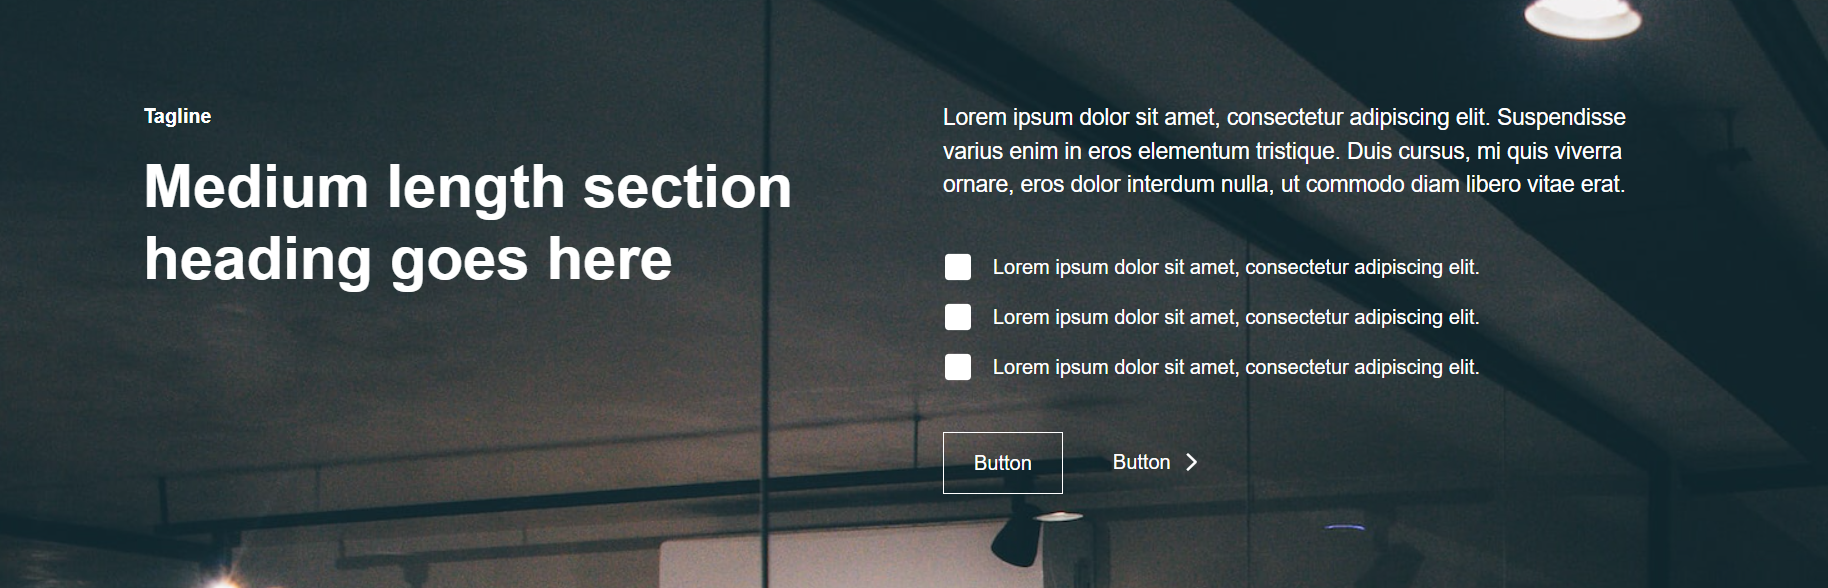 Tagline
Medium length section
heading goes here
Lorem ipsum dolor sit amet, consectetur adipiscing elit. Suspendisse
varius enim in eros elementum tristique. Duis cursus, mi quis viverra
ornare, eros dolor interdum nulla, ut commodo diam libero vitae erat.
Lorem ipsum dolor sit amet, consectetur adipiscing elit.
Lorem ipsum dolor sit amet, consectetur adipiscing elit.
Lorem ipsum dolor sit amet, consectetur adipiscing elit.
Button
Button